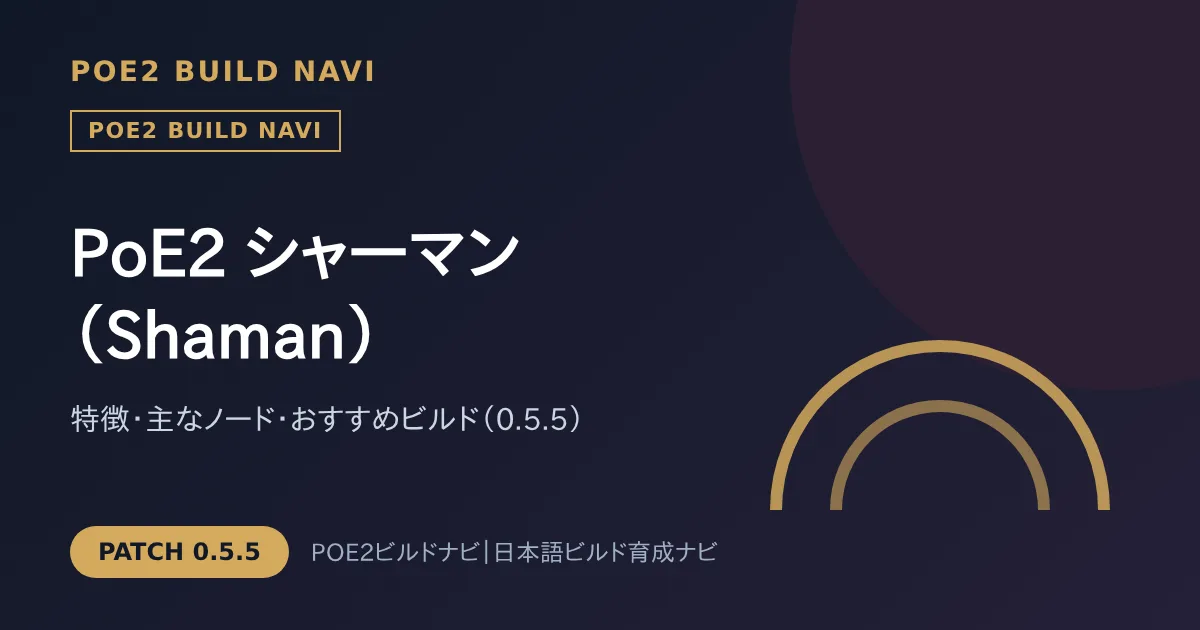 POE2 BUILD NAVI
POE2 BUILD NAVI
PoE2 シャーマン
（Shaman）
特徴・主なノード・おすすめビルド（0.5.5）
PATCH 0.5.5
POE2ビルドナビ|日本語ビルド育成ナビ